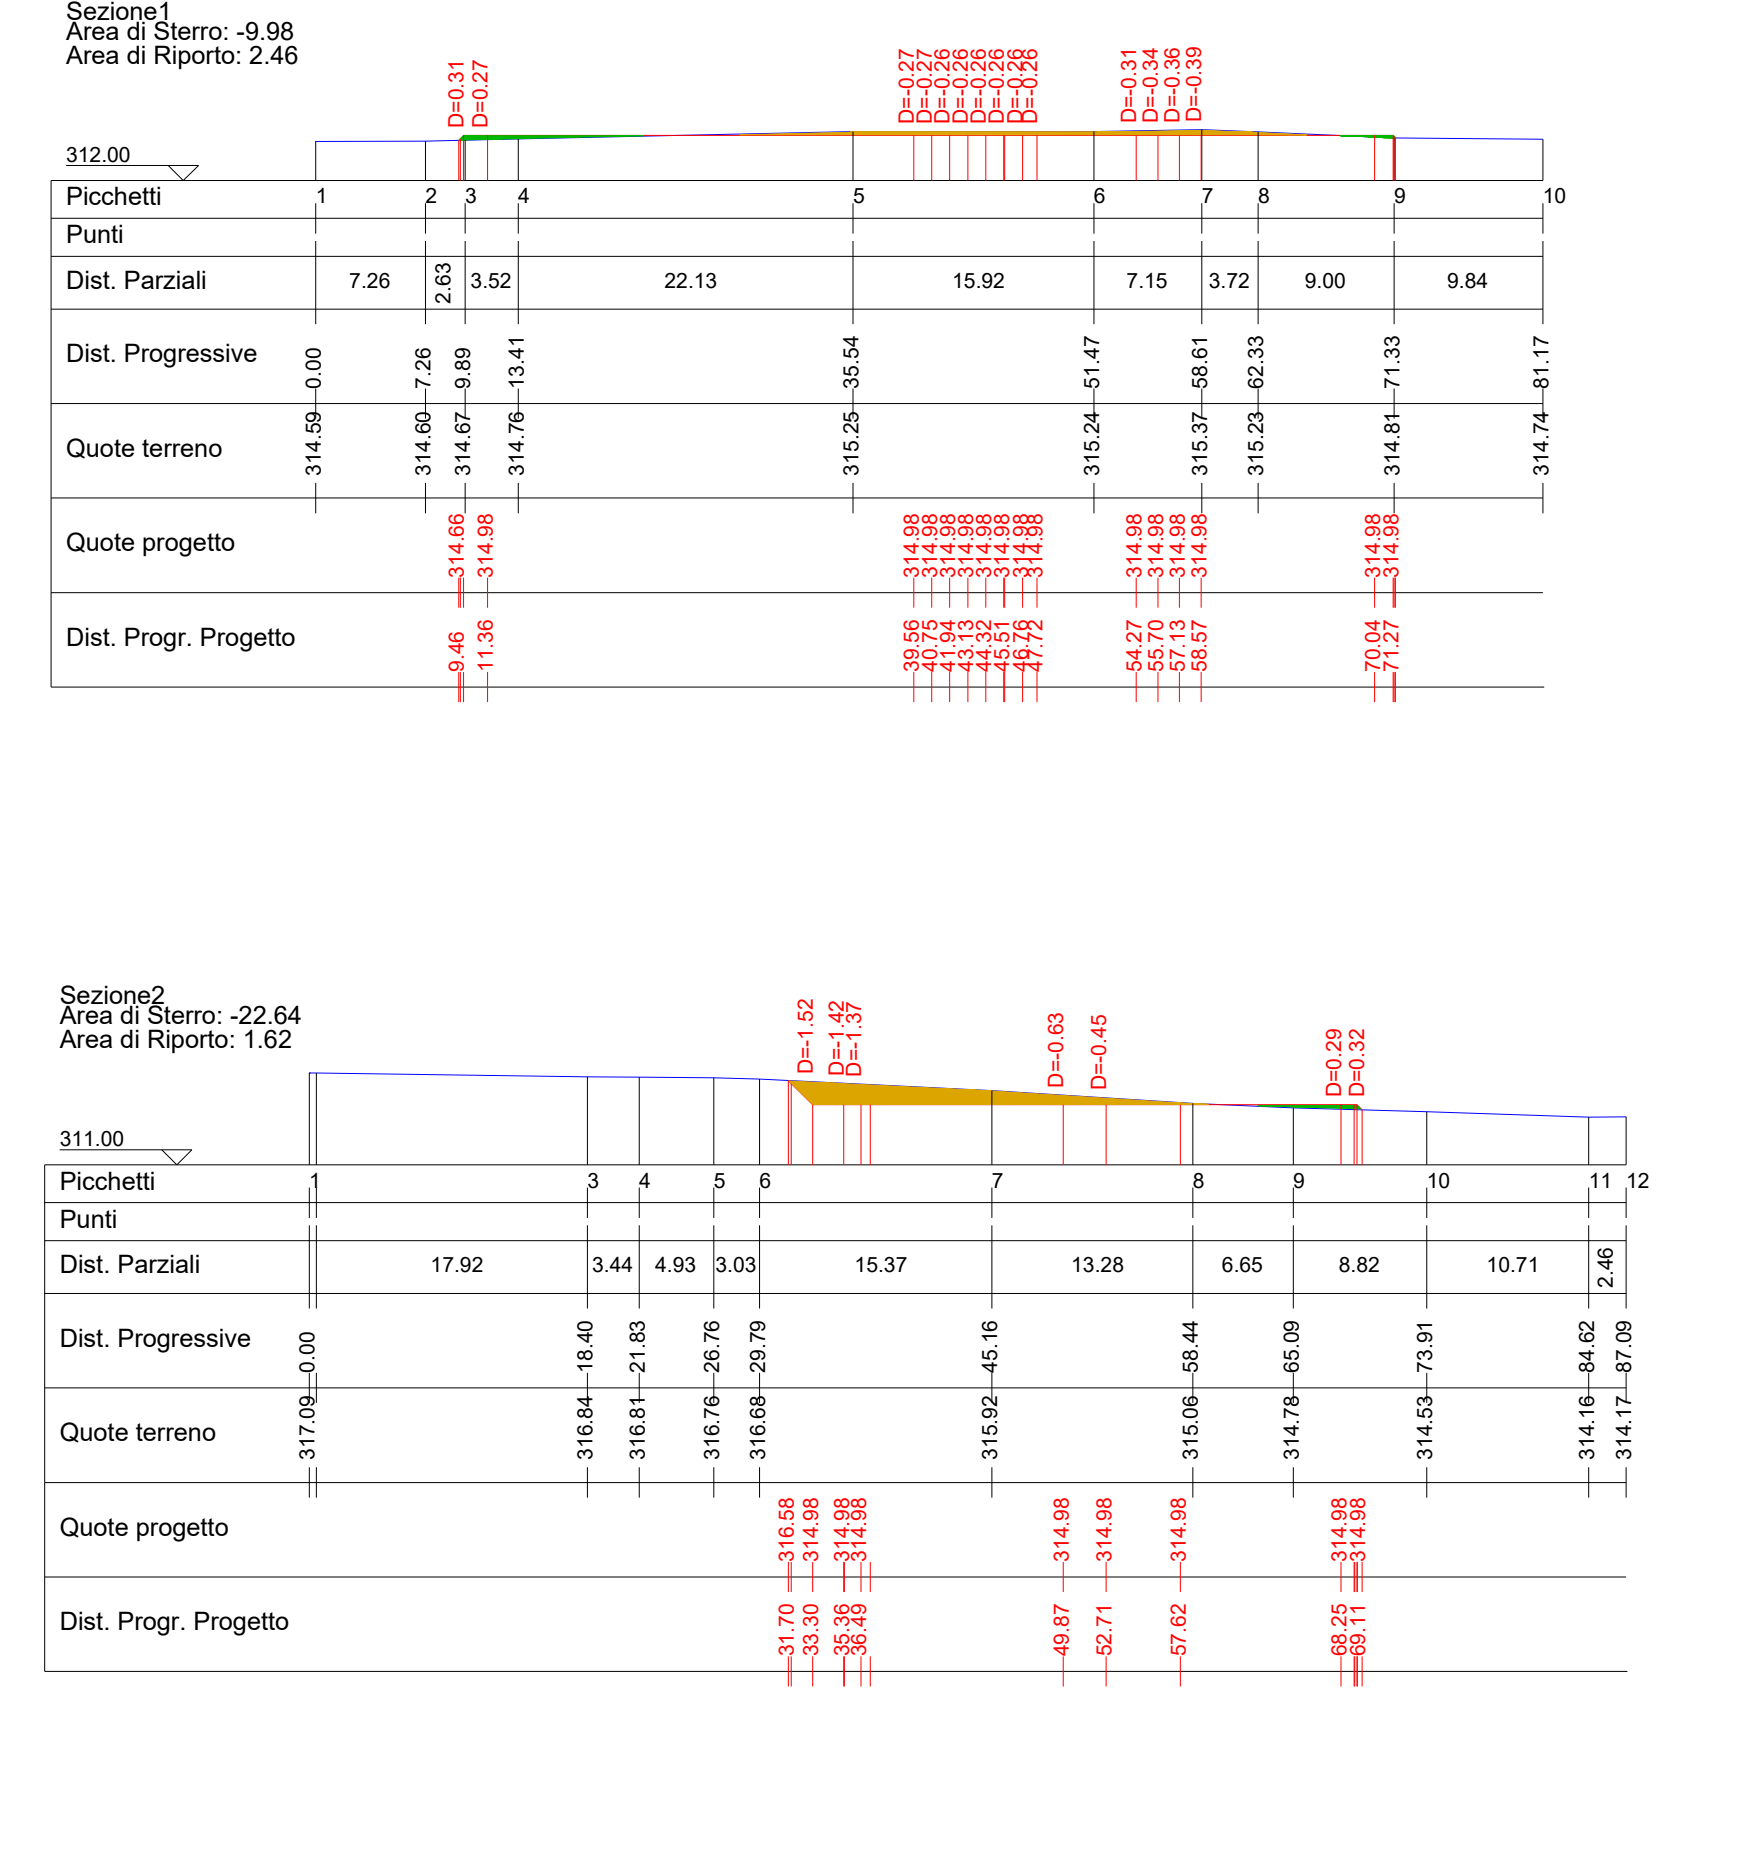 Sezione1
Area di Sterro: -9.98
Area di Riporto: 2.46
D=0.31 D=0.27 D=-0.27 D=-0.27 D=-0.26 D=-0.26 D=-0.26 D=-0.26 D=-0.26 D=-0.26 D=-0.31 D=-0.34 D=-0.36 D=-0.39
312.00
Picchetti 1 2 3 4 5 6 7 8 9 10
Punti
Dist. Parziali 7.26 2.63 3.52 22.13 15.92 7.15 3.72 9.00 9.84
Dist. Progressive 0.00 7.26 9.89 13.41 35.54 51.47 58.61 62.33 71.33 81.17
Quote terreno 314.59 314.60 314.67 314.76 315.25 315.24 315.37 315.23 314.81 314.74
Quote progetto 314.66 314.98 314.98 314.98 314.98 314.98 314.98 314.98 314.98 314.98 314.98 314.98 314.98 314.98 314.98 314.98
Dist. Progr. Progetto 9.46 11.36 39.56 40.75 41.94 43.13 44.32 45.51 46.76 47.72 54.27 55.70 57.13 58.57 70.04 71.27
Sezione2
Area di Sterro: -22.64
Area di Riporto: 1.62
D=-1.52 D=-1.42 D=-1.37 D=-0.63 D=-0.45 D=0.29 D=0.32
311.00
Picchetti 1 3 4 5 6 7 8 9 10 11 12
Punti
Dist. Parziali 17.92 3.44 4.93 3.03 15.37 13.28 6.65 8.82 10.71 2.46
Dist. Progressive 0.00 18.40 21.83 26.76 29.79 45.16 58.44 65.09 73.91 84.62 87.09
Quote terreno 317.09 316.84 316.81 316.76 316.68 315.92 315.06 314.78 314.53 314.16 314.17
Quote progetto 316.58 314.98 314.98 314.98 314.98 314.98 314.98 314.98 314.98
Dist. Progr. Progetto 31.70 33.30 35.36 36.49 49.87 52.71 57.62 68.25 69.11